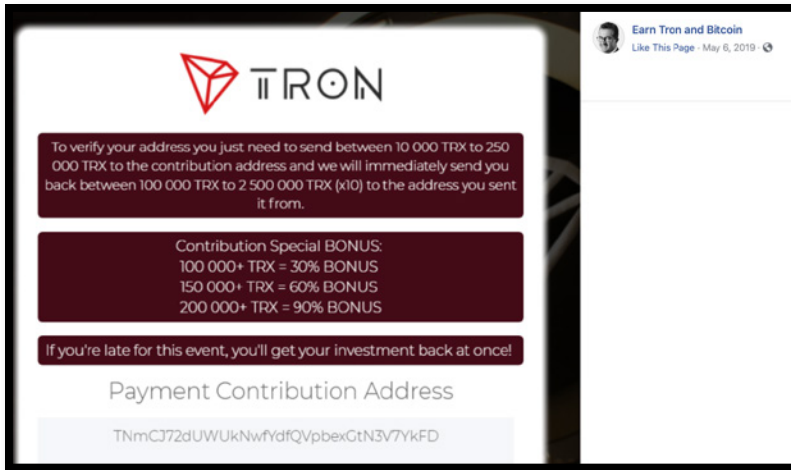 TRON
To verify your address you just need to send between 10 000 TRX to 250
000 TRX to the contribution address and we will immediately send you
back between 100 000 TRX to 2 500 000 TRX (x10) to the address you sent
it from.
Contribution Special BONUS:
100 000+ TRX = 30% BONUS
150 000+ TRX = 60% BONUS
200 000+ TRX = 90% BONUS
If you're late for this event, you'll get your investment back at once!
Payment Contribution Address
TNmCJ72dUWUkNwfYdfQVpbexGtN3V7YkFD
Earn Tron and Bitcoin
Like This Page · May 6, 2019 ·